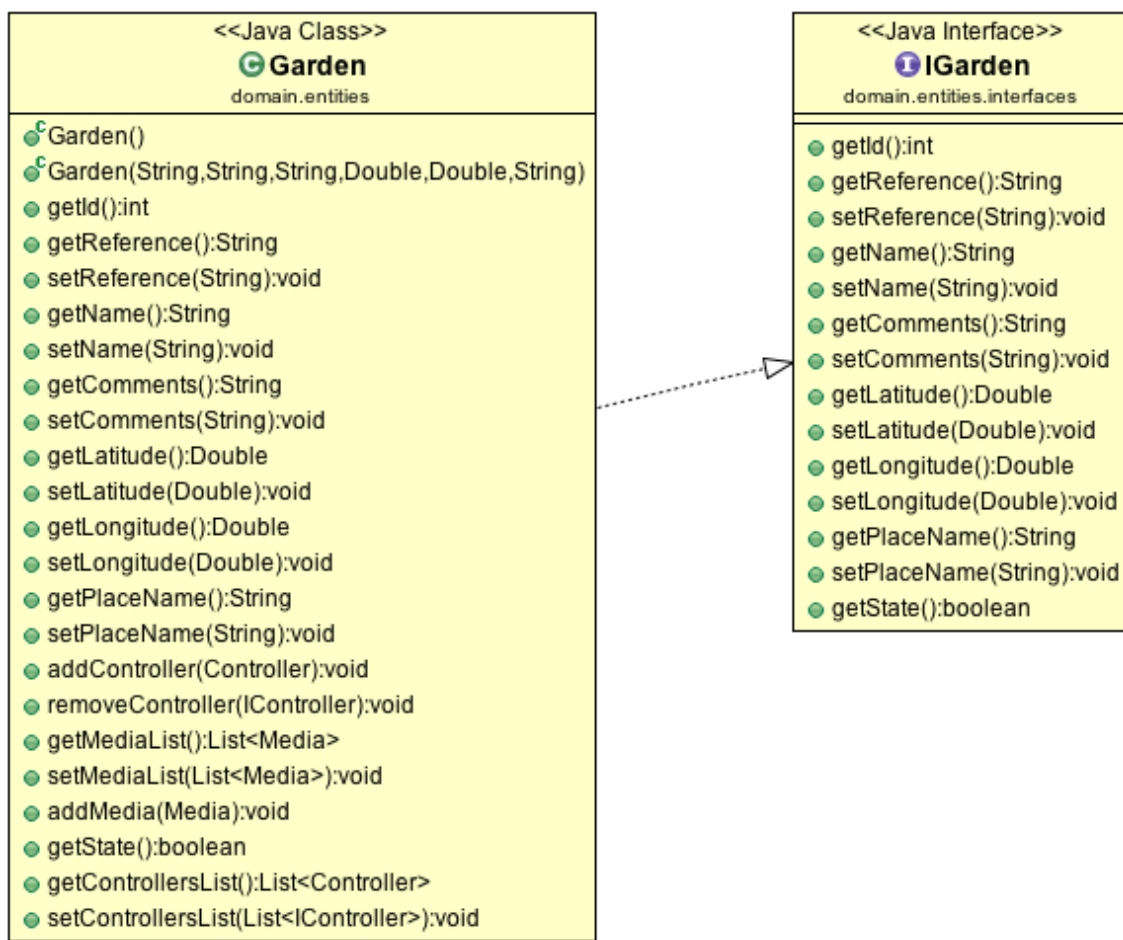 <<Java Class>>
Garden
domain.entities
Garden()
Garden(String,String,String,Double,Double,String)
getId():int
getReference():String
setReference(String):void
getName():String
setName(String):void
getComments():String
setComments(String):void
getLatitude():Double
setLatitude(Double):void
getLongitude():Double
setLongitude(Double):void
getPlaceName():String
setPlaceName(String):void
addController(Controller):void
removeController(IController):void
getMediaList():List<Media>
setMediaList(List<Media>):void
addMedia(Media):void
getState():boolean
getControllersList():List<Controller>
setControllersList(List<IController>):void
<<Java Interface>>
IGarden
domain.entities.interfaces
getId():int
getReference():String
setReference(String):void
getName():String
setName(String):void
getComments():String
setComments(String):void
getLatitude():Double
setLatitude(Double):void
getLongitude():Double
setLongitude(Double):void
getPlaceName():String
setPlaceName(String):void
getState():boolean